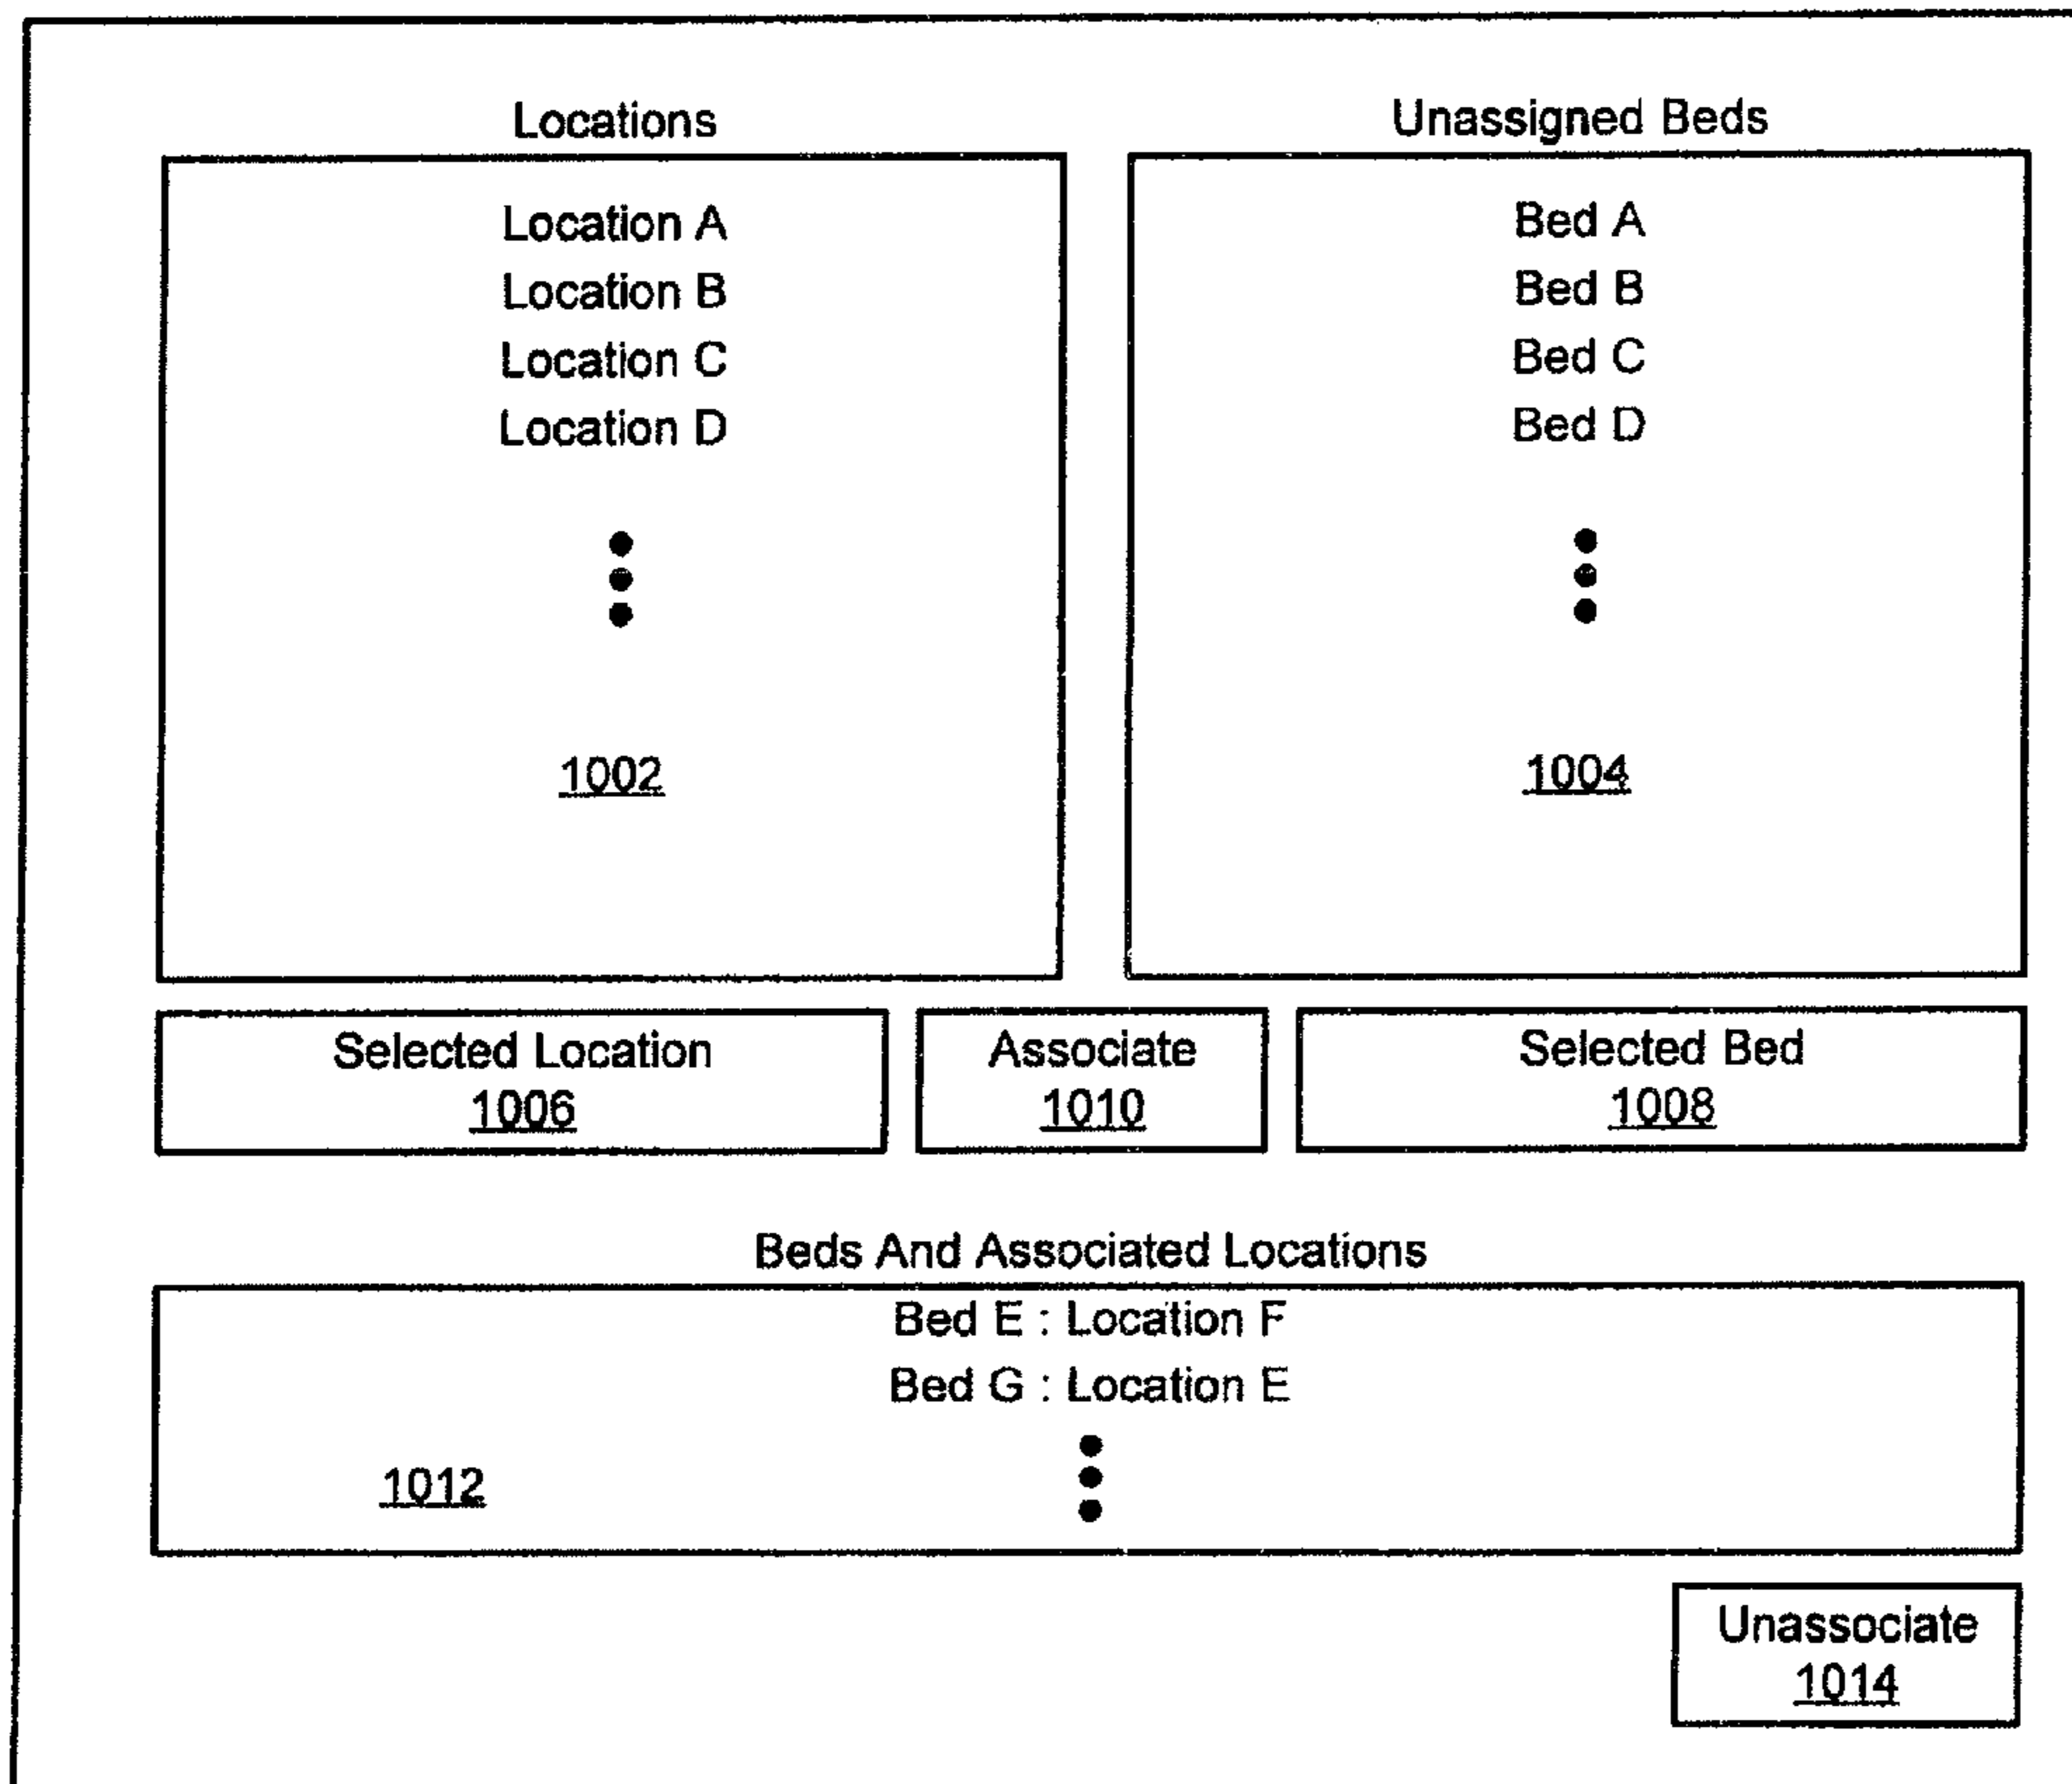 Locations
Location A
Location B
Location C
Location D
1002
Unassigned Beds
Bed A
Bed B
Bed C
Bed D
1004
Selected Location
1006
Associate
1010
Selected Bed
1008
Beds And Associated Locations
Bed E : Location F
Bed G : Location E
1012
Unassociate
1014